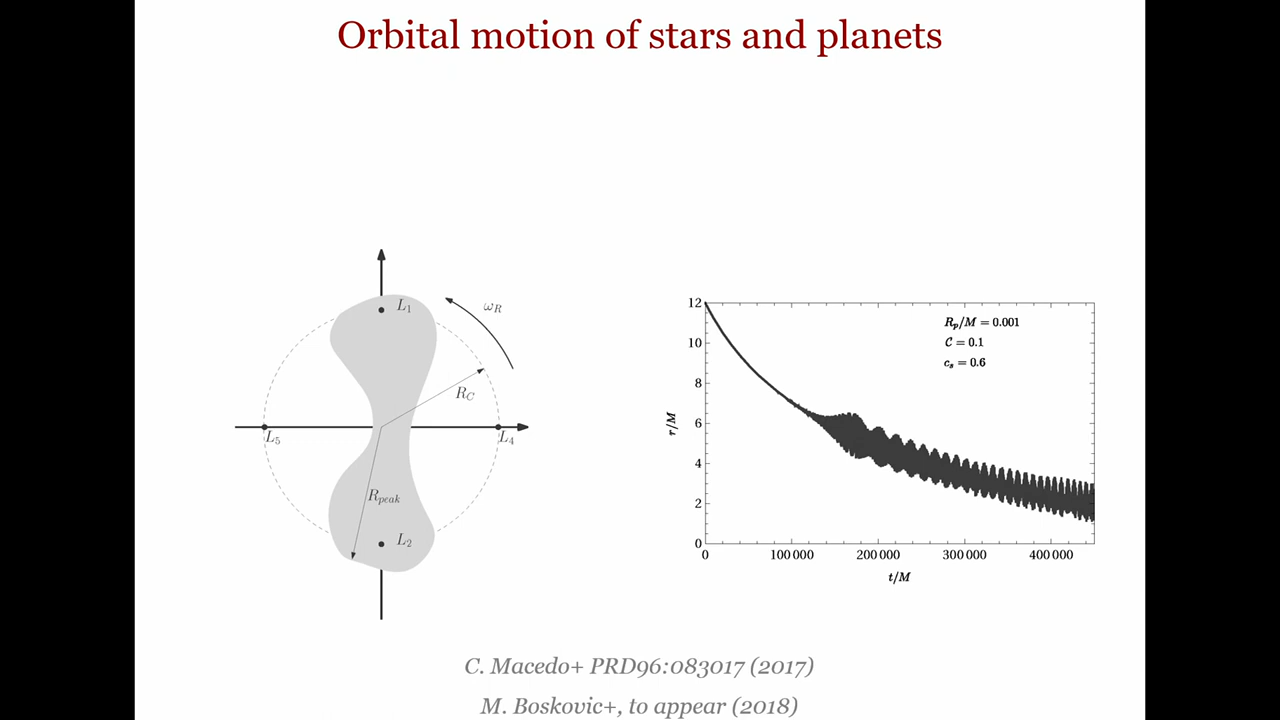 Orbital motion of stars and planets
L₁
ω_R
R_C
L₅
L₄
R_peak
L₂
12
10
8
6
4
2
0
r/M
R_p/M = 0.001
C = 0.1
c_s = 0.6
0 100 000 200 000 300 000 400 000
t/M
C. Macedo+ PRD96:083017 (2017)
M. Boskovic+, to appear (2018)